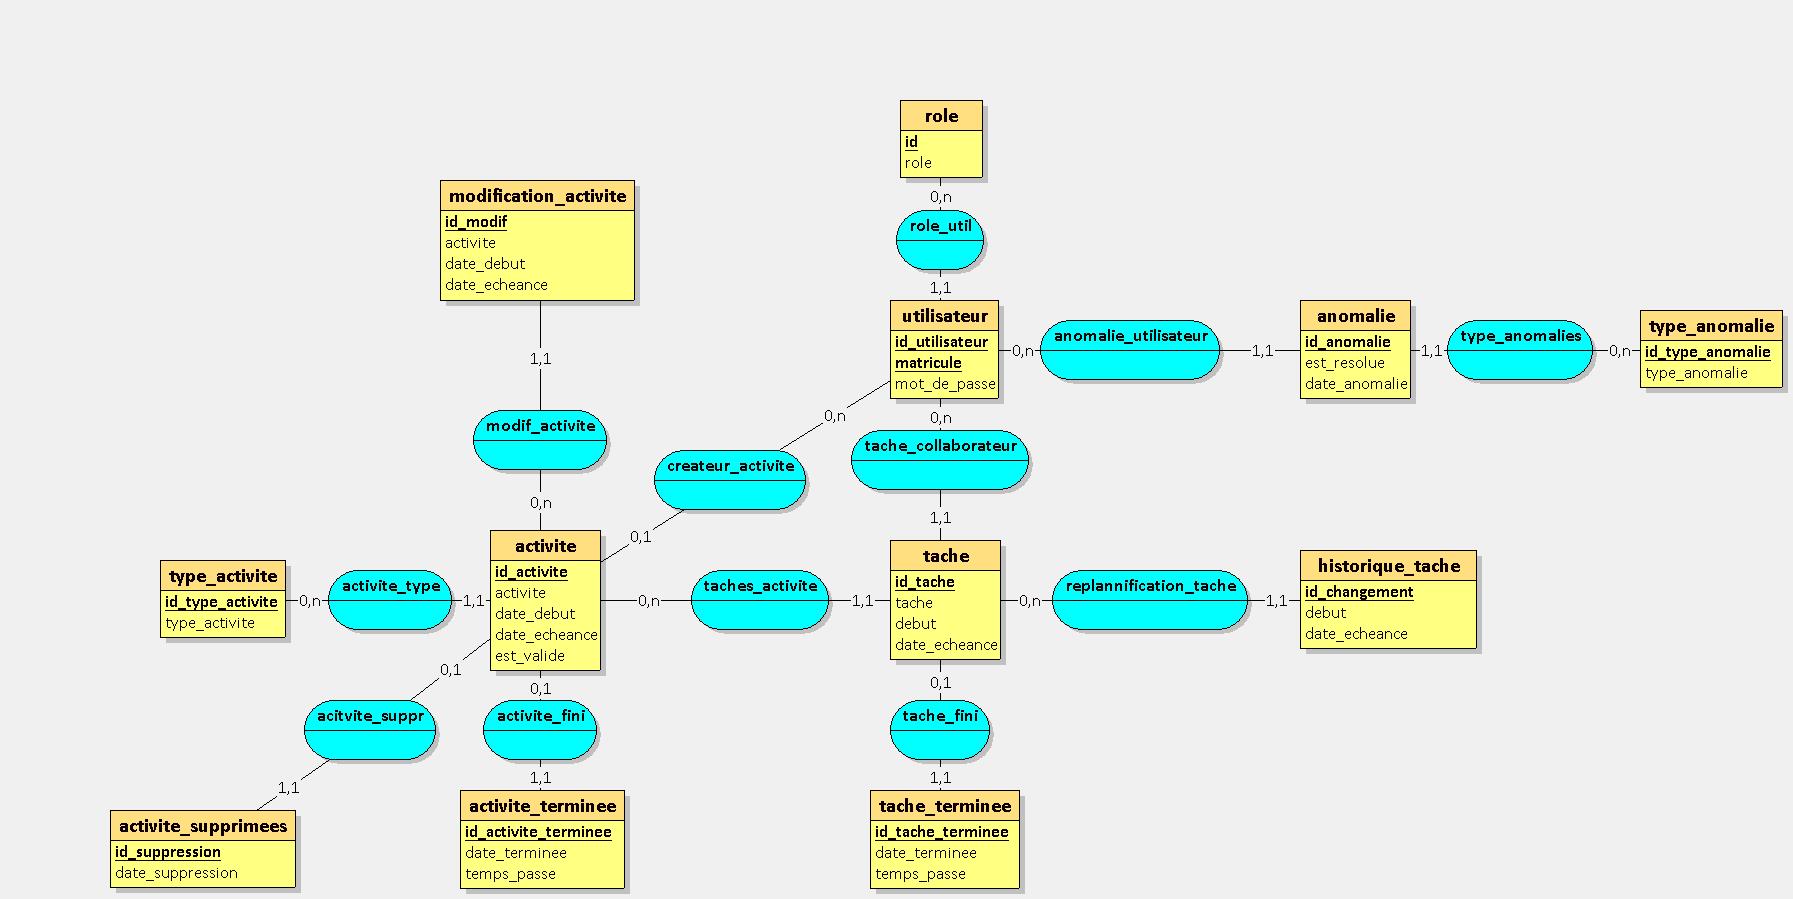 role
id
role
0,n
role_util
1,1
modification_activite
id_modif
activite
date_debut
date_echeance
1,1
modif_activite
0,n
utilisateur
id_utilisateur
matricule
mot_de_passe
0,n
anomalie_utilisateur
1,1
anomalie
id_anomalie
est_resolue
date_anomalie
1,1
type_anomalies
0,n
type_anomalie
id_type_anomalie
type_anomalie
0,n
createur_activite
0,1
0,n
tache_collaborateur
1,1
type_activite
id_type_activite
type_activite
0,n
activite_type
1,1
activite
id_activite
activite
date_debut
date_echeance
est_valide
0,n
taches_activite
1,1
tache
id_tache
tache
debut
date_echeance
0,n
replannification_tache
1,1
historique_tache
id_changement
debut
date_echeance
0,1
acitvite_suppr
1,1
activite_supprimees
id_suppression
date_suppression
0,1
activite_fini
1,1
activite_terminee
id_activite_terminee
date_terminee
temps_passe
0,1
tache_fini
1,1
tache_terminee
id_tache_terminee
date_terminee
temps_passe